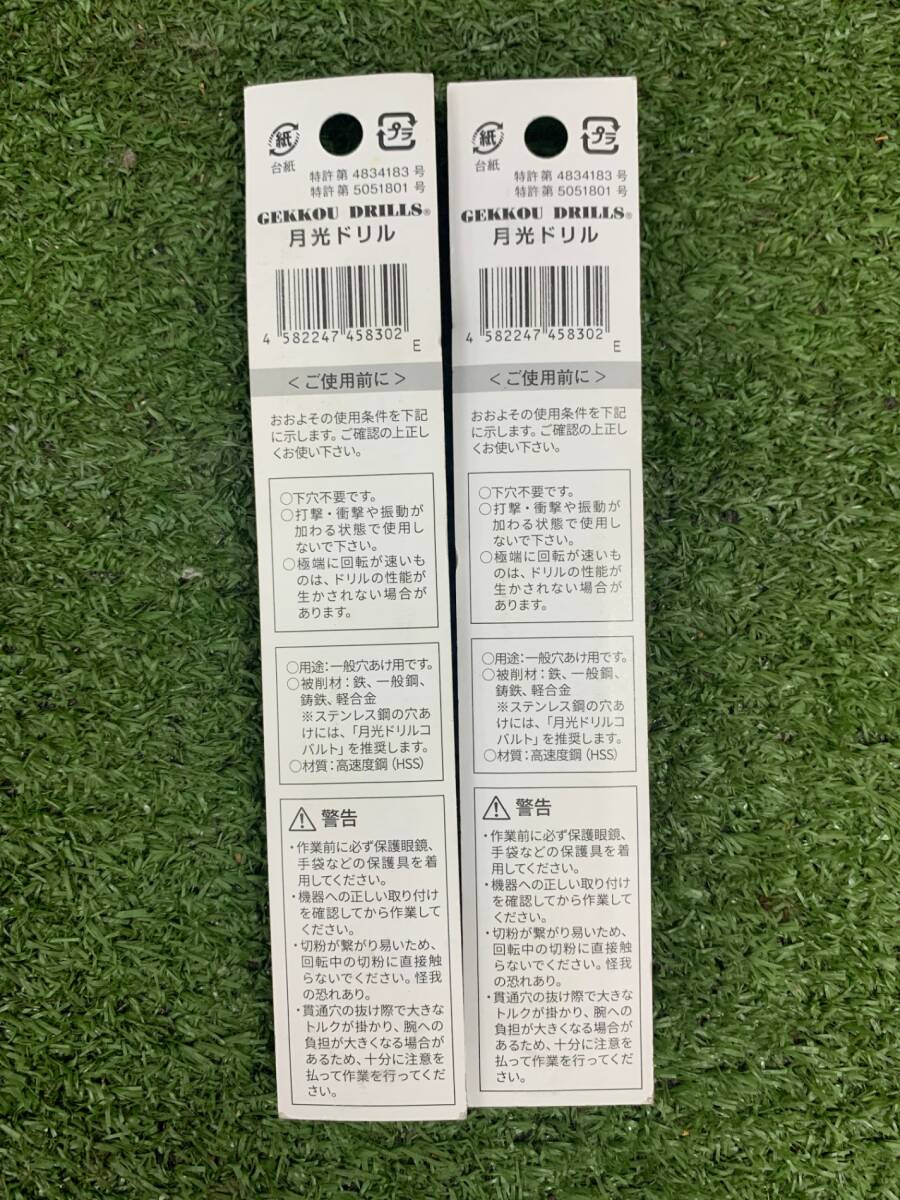 紙
プラ
台紙
特許第 4834183 号
特許第 5051801 号
GEKKOU DRILLS®
月光ドリル
4 582247 458302
E
＜ご使用前に＞
おおよその使用条件を下記
に示します。ご確認の上正し
くお使い下さい。
○下穴不要です。
○打撃・衝撃や振動が
加わる状態で使用し
ないで下さい。
○極端に回転が速いも
のは、ドリルの性能が
生かされない場合が
あります。
○用途：一般穴あけ用です。
○被削材：鉄、一般鋼、
鋳鉄、軽合金
※ステンレス鋼の穴あ
けには、「月光ドリルコ
バルト」を推奨します。
○材質：高速度鋼（HSS）
警告
・作業前に必ず保護眼鏡、
手袋などの保護具を着
用してください。
・機器への正しい取り付け
を確認してから作業して
ください。
・切粉が繋がり易いため、
回転中の切粉に直接触
らないでください。怪我
の恐れあり。
・貫通穴の抜け際で大きな
トルクが掛かり、腕への
負担が大きくなる場合が
あるため、十分に注意を
払って作業を行ってくだ
さい。
紙
プラ
台紙
特許第 4834183 号
特許第 5051801 号
GEKKOU DRILLS®
月光ドリル
4 582247 458302
E
＜ご使用前に＞
おおよその使用条件を下記
に示します。ご確認の上正し
くお使い下さい。
○下穴不要です。
○打撃・衝撃や振動が
加わる状態で使用し
ないで下さい。
○極端に回転が速いも
のは、ドリルの性能が
生かされない場合が
あります。
○用途：一般穴あけ用です。
○被削材：鉄、一般鋼、
鋳鉄、軽合金
※ステンレス鋼の穴あ
けには、「月光ドリルコ
バルト」を推奨します。
○材質：高速度鋼（HSS）
警告
・作業前に必ず保護眼鏡、
手袋などの保護具を着
用してください。
・機器への正しい取り付け
を確認してから作業して
ください。
・切粉が繋がり易いため、
回転中の切粉に直接触
らないでください。怪我
の恐れあり。
・貫通穴の抜け際で大きな
トルクが掛かり、腕への
負担が大きくなる場合が
あるため、十分に注意を
払って作業を行ってくだ
さい。